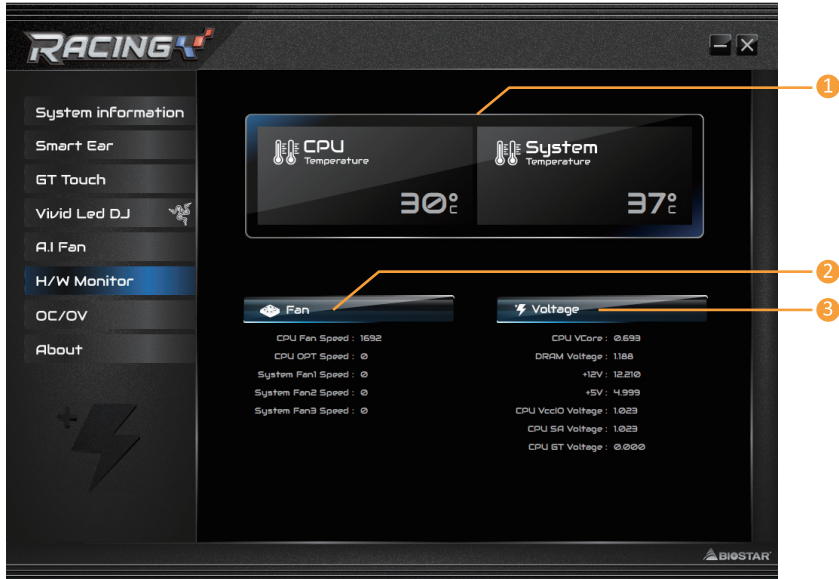 RACING
System information
Smart Ear
GT Touch
Vivid Led DJ
A.I Fan
H/W Monitor
OC/OV
About
CPU
Temperature
30°C
System
Temperature
37°C
1
2
3
Fan
CPU Fan Speed : 1692
CPU OPT Speed : 0
System Fan1 Speed : 0
System Fan2 Speed : 0
System Fan3 Speed : 0
Voltage
CPU VCore : 0.693
DRAM Voltage : 1.188
+12V : 12.210
+5V : 4.999
CPU VccIO Voltage : 1.023
CPU SA Voltage : 1.023
CPU GT Voltage : 0.000
BIOSTAR